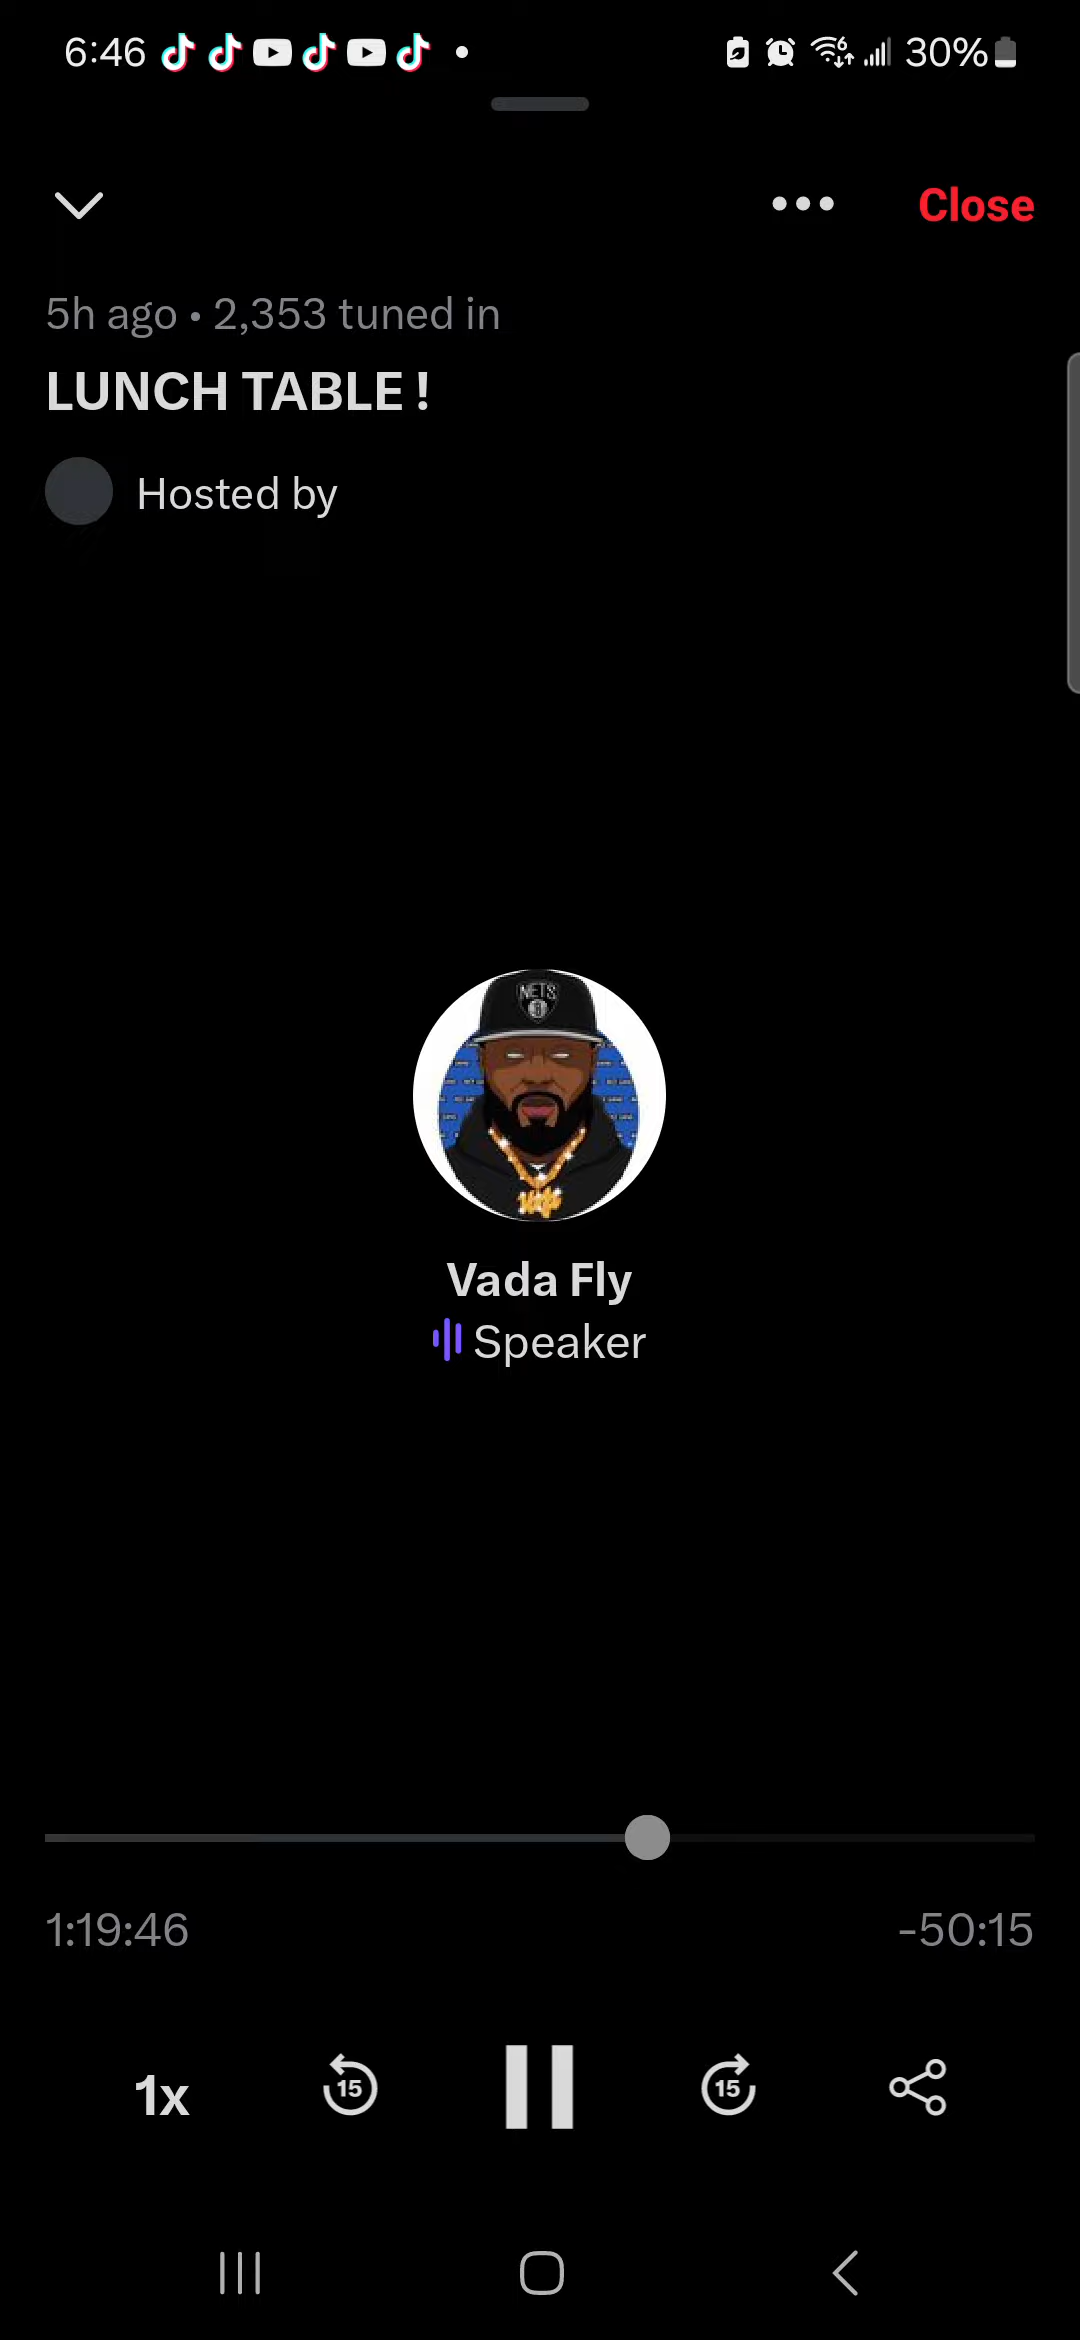 6:46
6
30%
Close
5h ago • 2,353 tuned in
LUNCH TABLE !
Hosted by
NETS
Vada Fly
Speaker
1:19:46
-50:15
1x
15
15